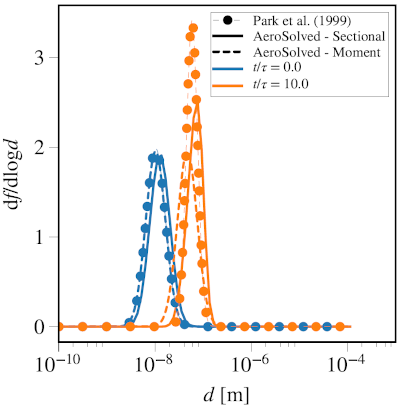 Park et al. (1999)
AeroSolved - Sectional
AeroSolved - Moment
t/τ = 0.0
t/τ = 10.0
3
2
1
0
df/dlogd
10⁻¹⁰ 10⁻⁸ 10⁻⁶ 10⁻⁴
d [m]